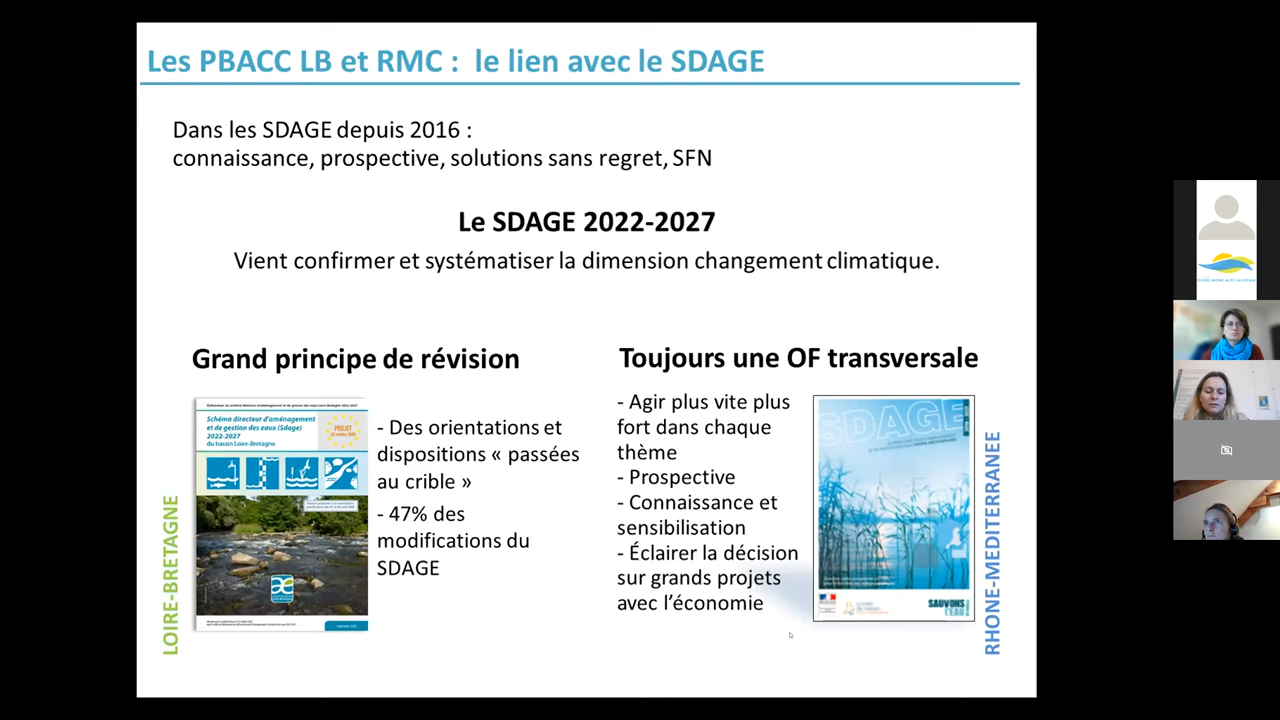 Les PBACC LB et RMC : le lien avec le SDAGE
Dans les SDAGE depuis 2016 :
connaissance, prospective, solutions sans regret, SFN
Le SDAGE 2022-2027
Vient confirmer et systématiser la dimension changement climatique.
Grand principe de révision
LOIRE-BRETAGNE
Schéma directeur d'aménagement
et de gestion des eaux (Sdage)
2022-2027
du bassin Loire-Bretagne
PROJET
- Des orientations et
dispositions « passées
au crible »
- 47% des
modifications du
SDAGE
Toujours une OF transversale
- Agir plus vite plus
fort dans chaque
thème
- Prospective
- Connaissance et
sensibilisation
- Éclairer la décision
sur grands projets
avec l'économie
SDAGE
SAUVONS
L'EAU!
RHONE-MEDITERRANEE